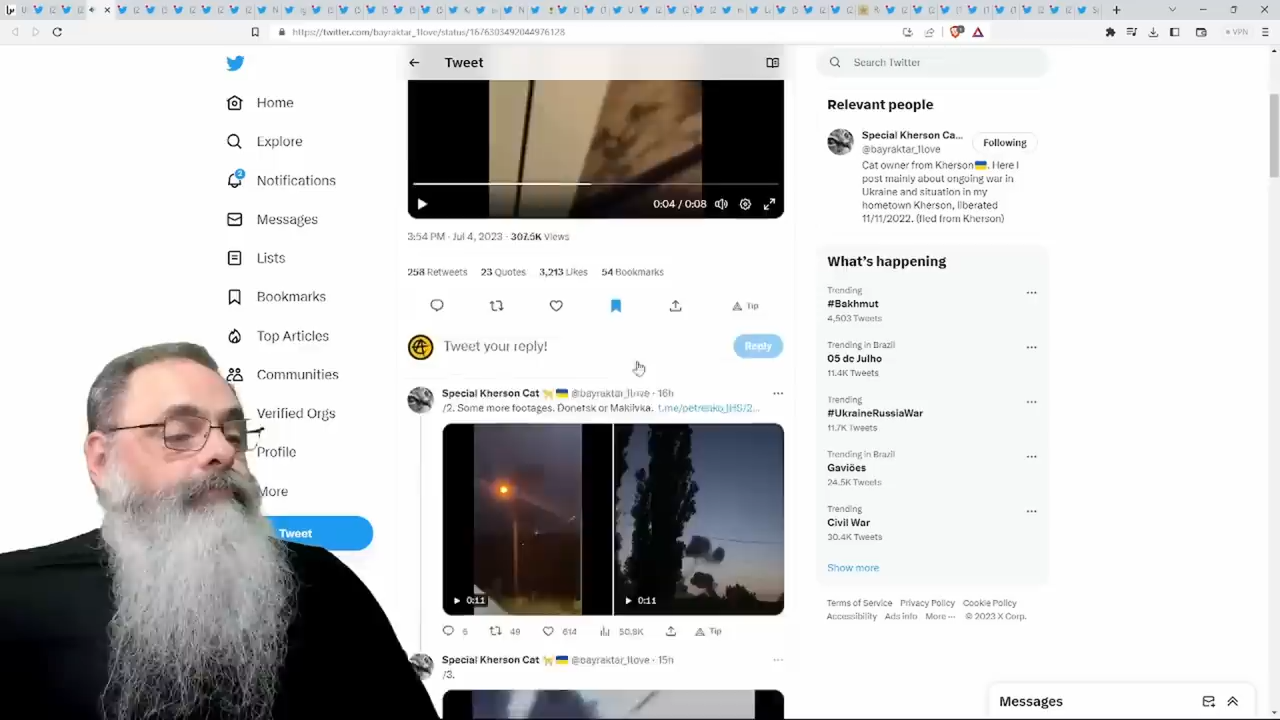 https://twitter.com/bayraktar_1love/status/1676303492044976128
VPN
Home
Explore
2
Notifications
Messages
Lists
Bookmarks
Top Articles
Communities
Verified Orgs
Profile
More
Tweet
Tweet
0:04 / 0:08
3:54 PM · Jul 4, 2023 · 307.5K Views
258 Retweets 23 Quotes 3,213 Likes 54 Bookmarks
Tip
Tweet your reply!
Reply
Special Kherson Cat @bayraktar_1love · 16h
/2. Some more footages. Donetsk or Makiivka.
0:11
0:11
6 49 614 50.9K Tip
Special Kherson Cat @bayraktar_1love · 15h
/3.
Search Twitter
Relevant people
Special Kherson Ca...
Following
@bayraktar_1love
Cat owner from Kherson🇺🇦. Here I
post mainly about ongoing war in
Ukraine and situation in my
hometown Kherson, liberated
11/11/2022. (fled from Kherson)
What's happening
Trending
#Bakhmut
4,503 Tweets
Trending in Brazil
05 de Julho
11.4K Tweets
Trending
#UkraineRussiaWar
11.7K Tweets
Trending in Brazil
Gaviões
24.5K Tweets
Trending
Civil War
30.4K Tweets
Show more
Terms of Service Privacy Policy Cookie Policy
Accessibility Ads info More ··· © 2023 X Corp.
Messages